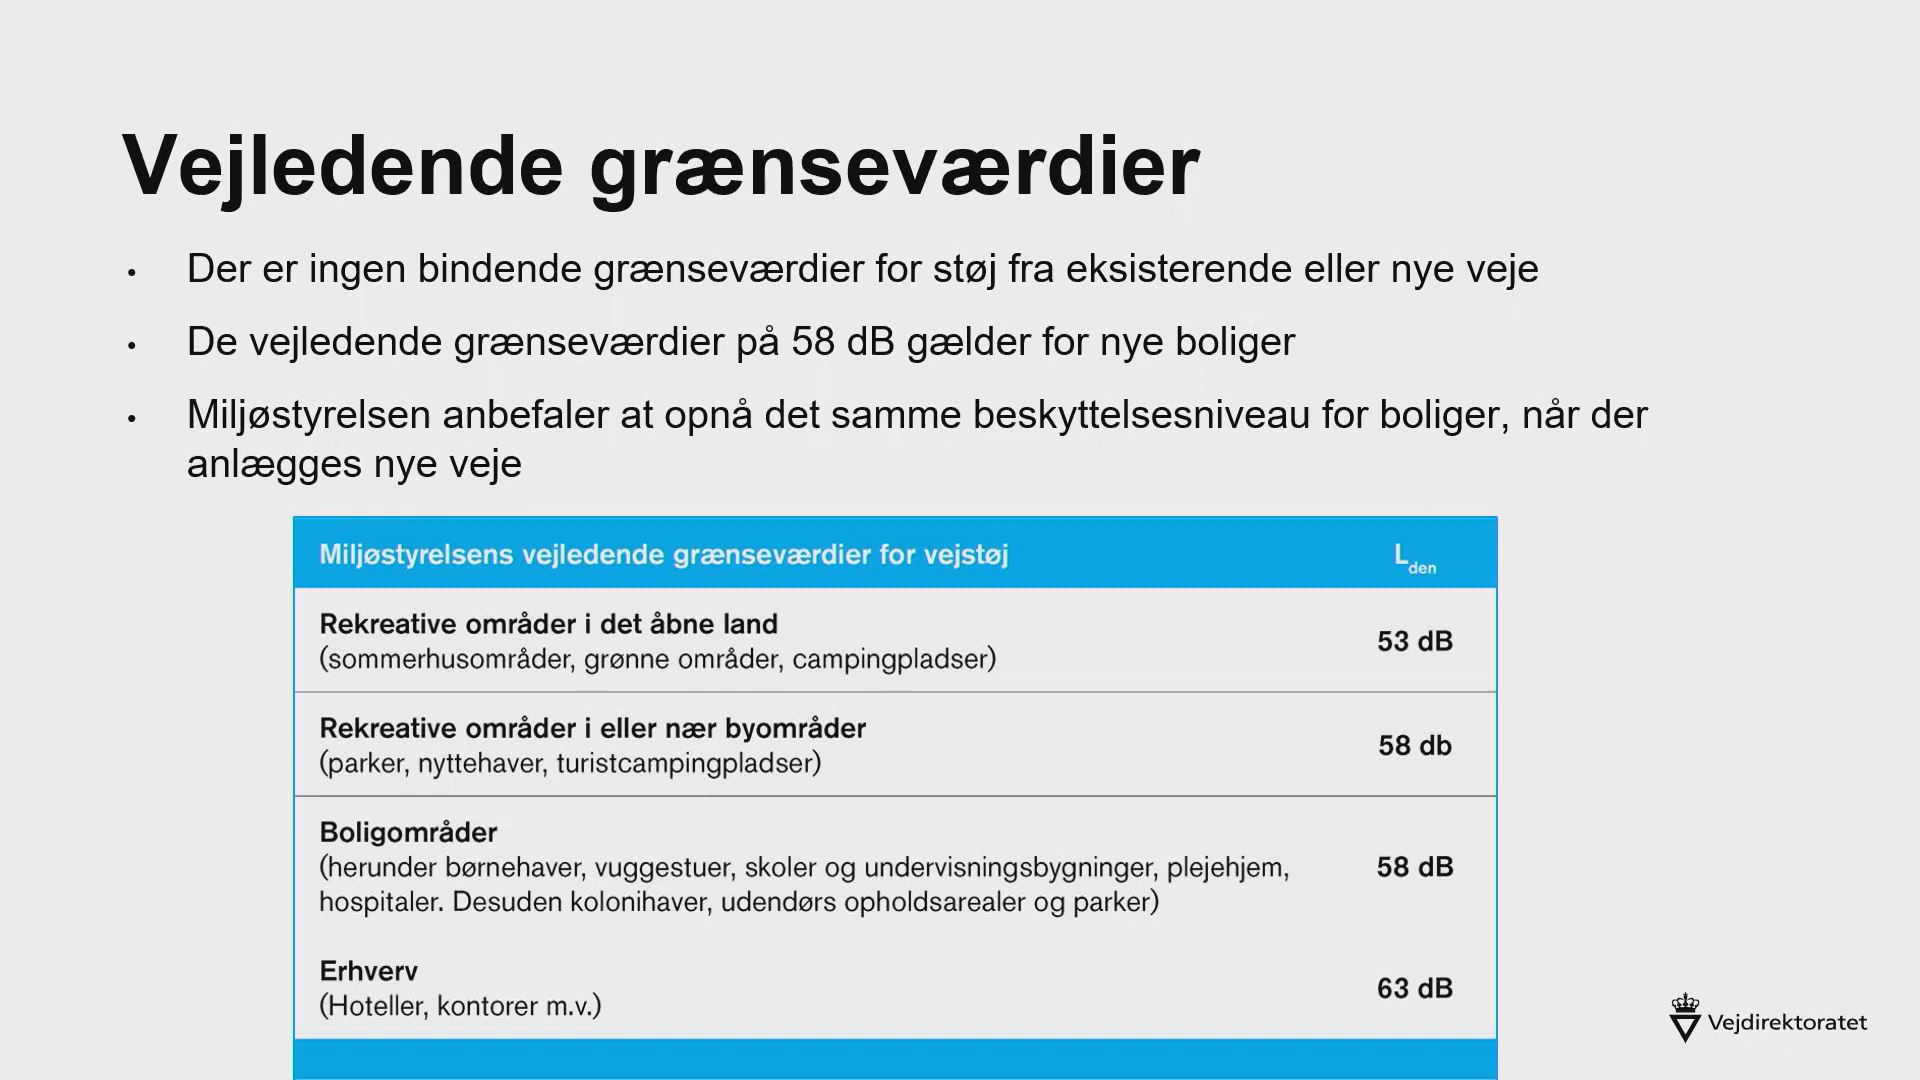 Vejledende grænseværdier
• Der er ingen bindende grænseværdier for støj fra eksisterende eller nye veje
• De vejledende grænseværdier på 58 dB gælder for nye boliger
• Miljøstyrelsen anbefaler at opnå det samme beskyttelsesniveau for boliger, når der
anlægges nye veje
Miljøstyrelsens vejledende grænseværdier for vejstøj Lden
Rekreative områder i det åbne land
(sommerhusområder, grønne områder, campingpladser)
53 dB
Rekreative områder i eller nær byområder
(parker, nyttehaver, turistcampingpladser)
58 db
Boligområder
(herunder børnehaver, vuggestuer, skoler og undervisningsbygninger, plejehjem,
hospitaler. Desuden kolonihaver, udendørs opholdsarealer og parker)
58 dB
Erhverv
(Hoteller, kontorer m.v.)
63 dB
Vejdirektoratet